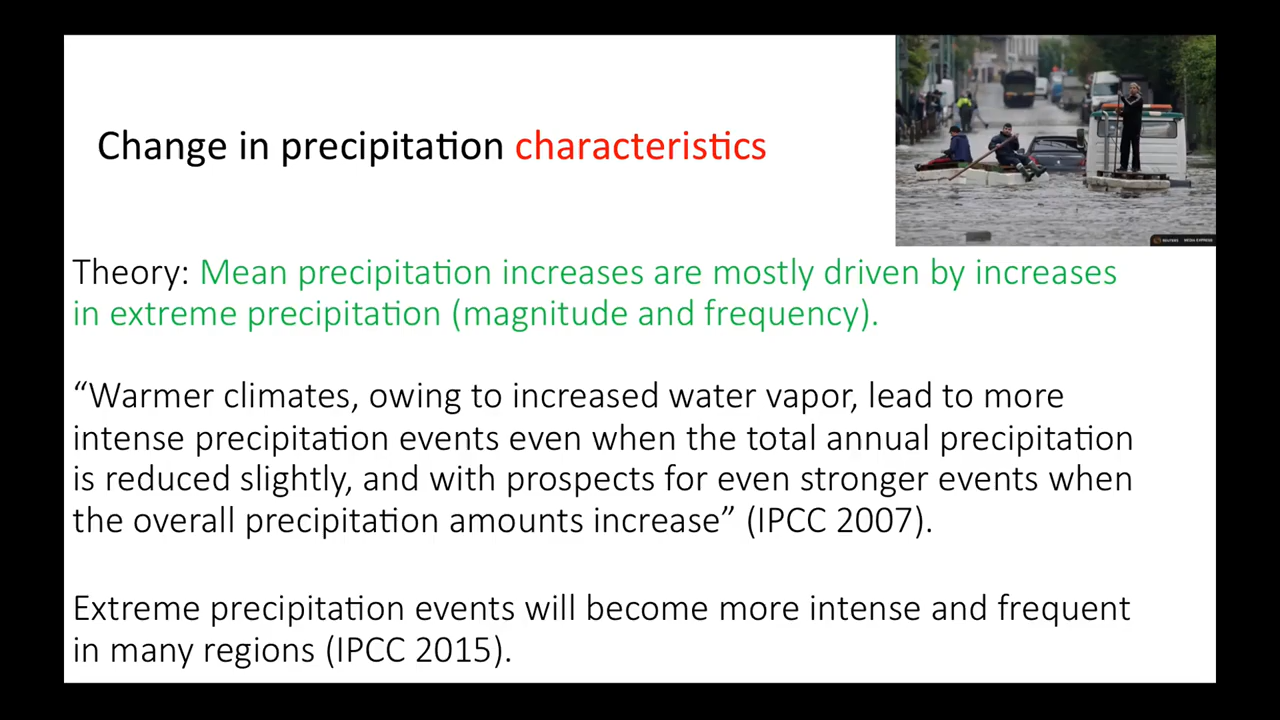 Change in precipitation characteristics
REUTERS MEDIA EXPRESS
Theory: Mean precipitation increases are mostly driven by increases
in extreme precipitation (magnitude and frequency).
“Warmer climates, owing to increased water vapor, lead to more
intense precipitation events even when the total annual precipitation
is reduced slightly, and with prospects for even stronger events when
the overall precipitation amounts increase” (IPCC 2007).
Extreme precipitation events will become more intense and frequent
in many regions (IPCC 2015).